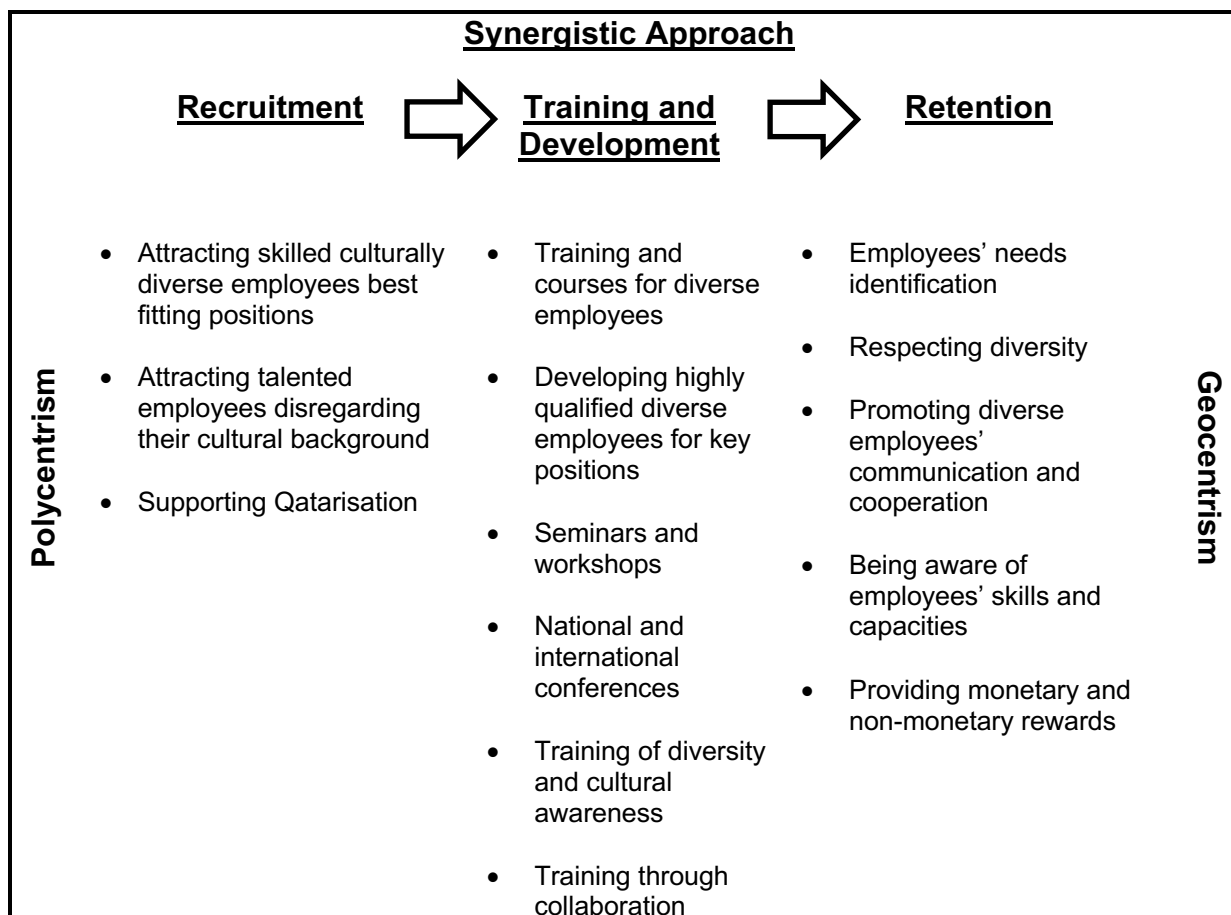 Synergistic Approach
Recruitment
Training and
Development
Retention
Polycentrism
• Attracting skilled culturally
diverse employees best
fitting positions
• Attracting talented
employees disregarding
their cultural background
• Supporting Qatarisation
• Training and
courses for diverse
employees
• Developing highly
qualified diverse
employees for key
positions
• Seminars and
workshops
• National and
international
conferences
• Training of diversity
and cultural
awareness
• Training through
collaboration
• Employees’ needs
identification
• Respecting diversity
• Promoting diverse
employees’
communication and
cooperation
• Being aware of
employees’ skills and
capacities
• Providing monetary and
non-monetary rewards
Geocentrism